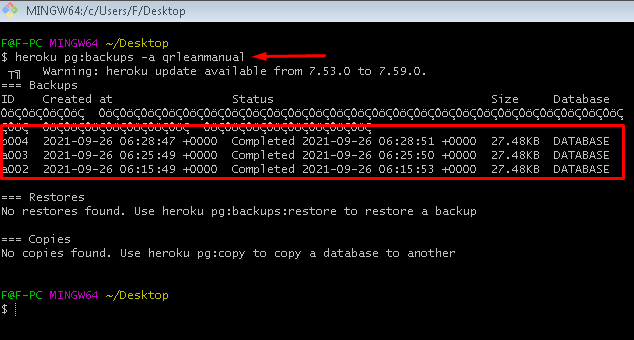 MINGW64:/c/Users/F/Desktop
F@F-PC MINGW64 ~/Desktop
$ heroku pg:backups -a qrleanmanual
Warning: heroku update available from 7.53.0 to 7.59.0.
=== Backups
ID Created at Status Size Database
b004 2021-09-26 06:28:47 +0000 Completed 2021-09-26 06:28:51 +0000 27.48KB DATABASE
a003 2021-09-26 06:25:49 +0000 Completed 2021-09-26 06:25:50 +0000 27.48KB DATABASE
a002 2021-09-26 06:15:49 +0000 Completed 2021-09-26 06:15:53 +0000 27.48KB DATABASE
=== Restores
No restores found. Use heroku pg:backups:restore to restore a backup
=== Copies
No copies found. Use heroku pg:copy to copy a database to another
F@F-PC MINGW64 ~/Desktop
$